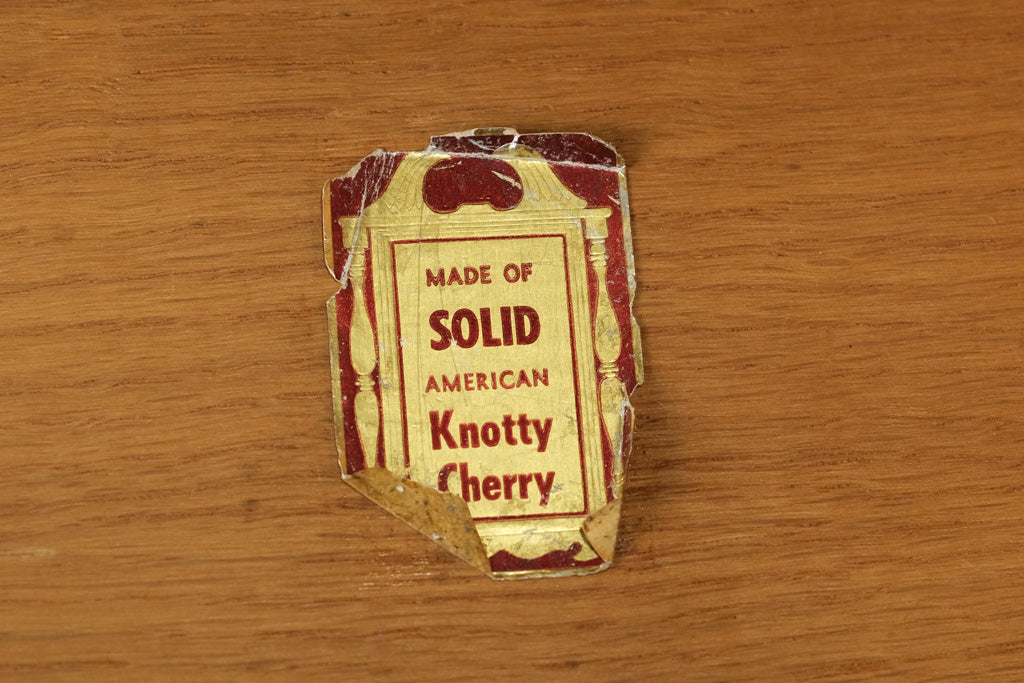 MADE OF
SOLID
AMERICAN
Knotty
Cherry